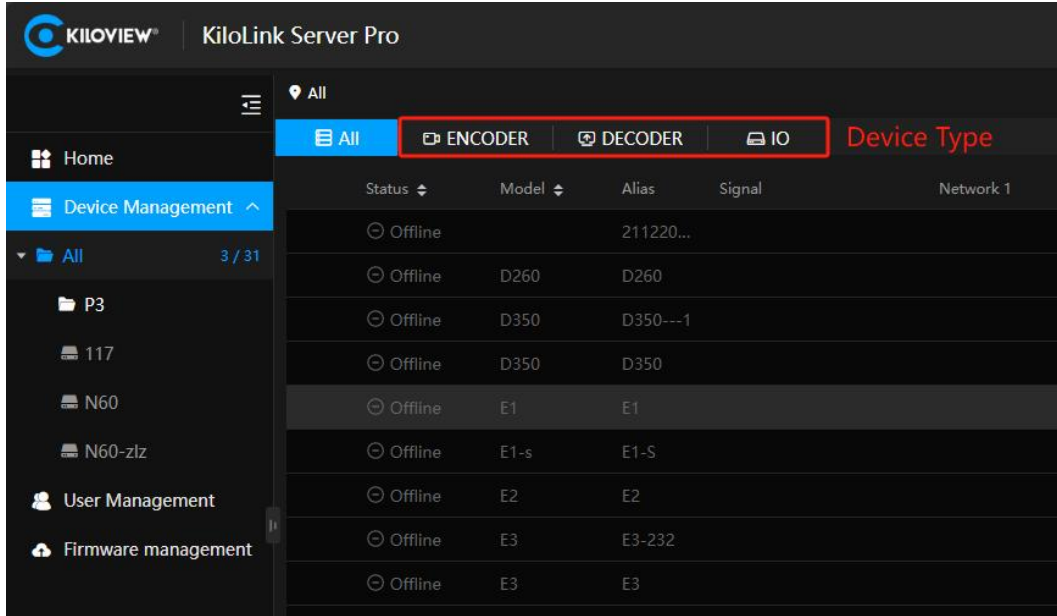 KILOVIEW® KiloLink Server Pro
All
All ENCODER DECODER IO Device Type
Home
Device Management
All 3 / 31
P3
117
N60
N60-zlz
User Management
Firmware management
Status Model Alias Signal Network 1
Offline 211220...
Offline D260 D260
Offline D350 D350---1
Offline D350 D350
Offline E1 E1
Offline E1-s E1-S
Offline E2 E2
Offline E3 E3-232
Offline E3 E3